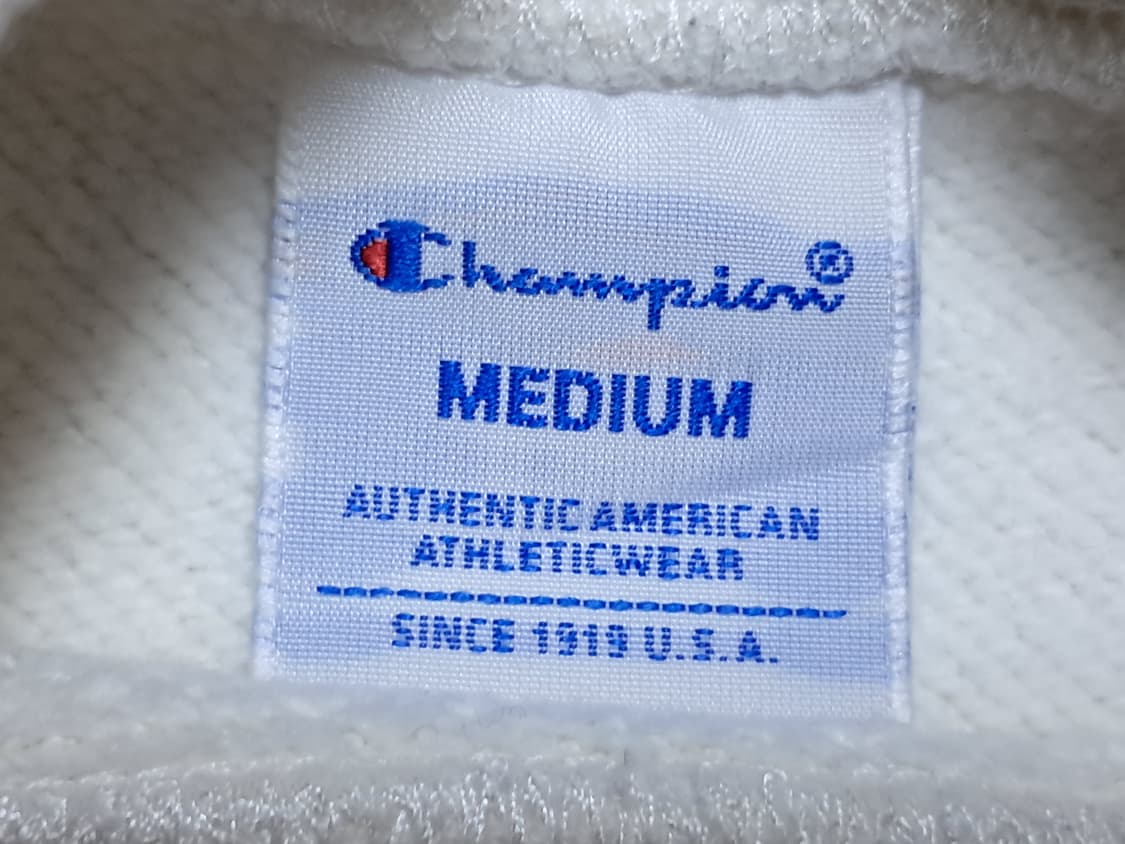 Champion®
MEDIUM
AUTHENTIC AMERICAN
ATHLETICWEAR
SINCE 1919 U.S.A.